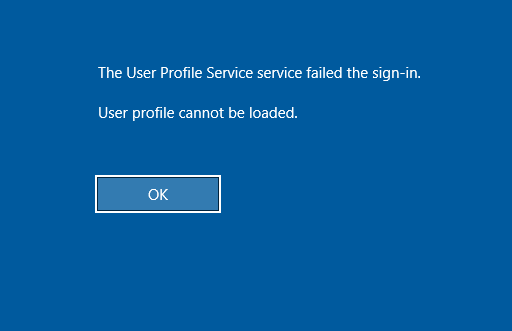 The User Profile Service service failed the sign-in.
User profile cannot be loaded.
OK